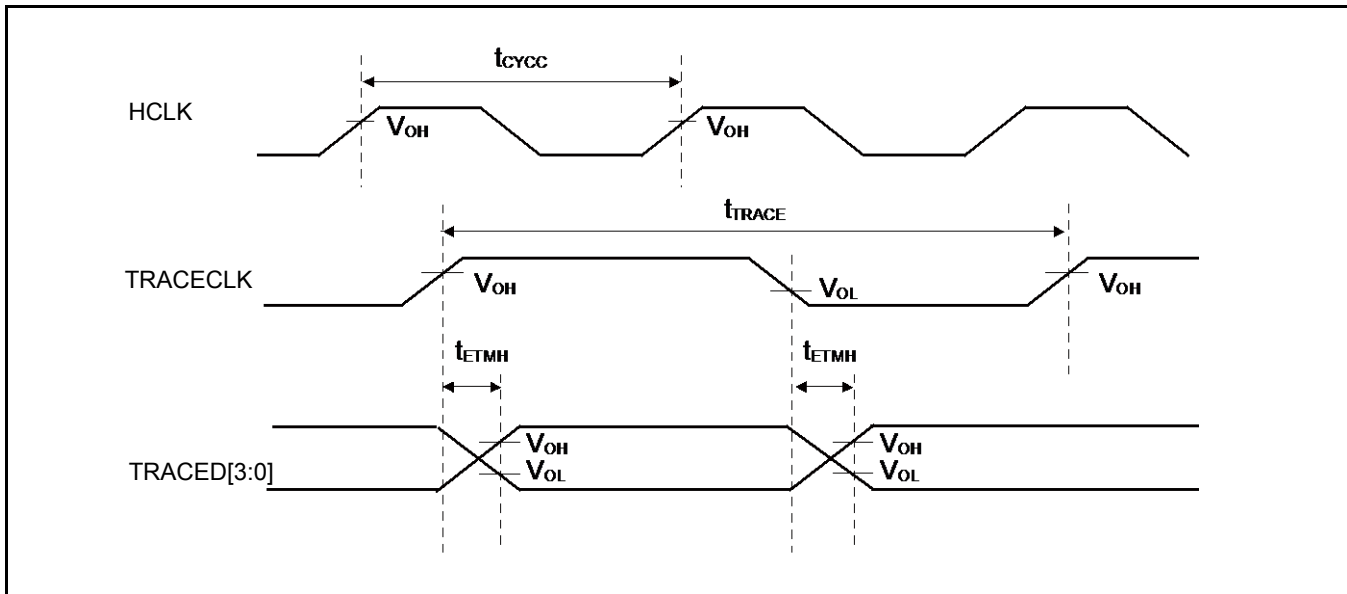 tCYCC
HCLK
VOH VOH
tTRACE
TRACECLK
VOH VOL VOH
tETMH tETMH
TRACED[3:0]
VOH VOH
VOL VOL